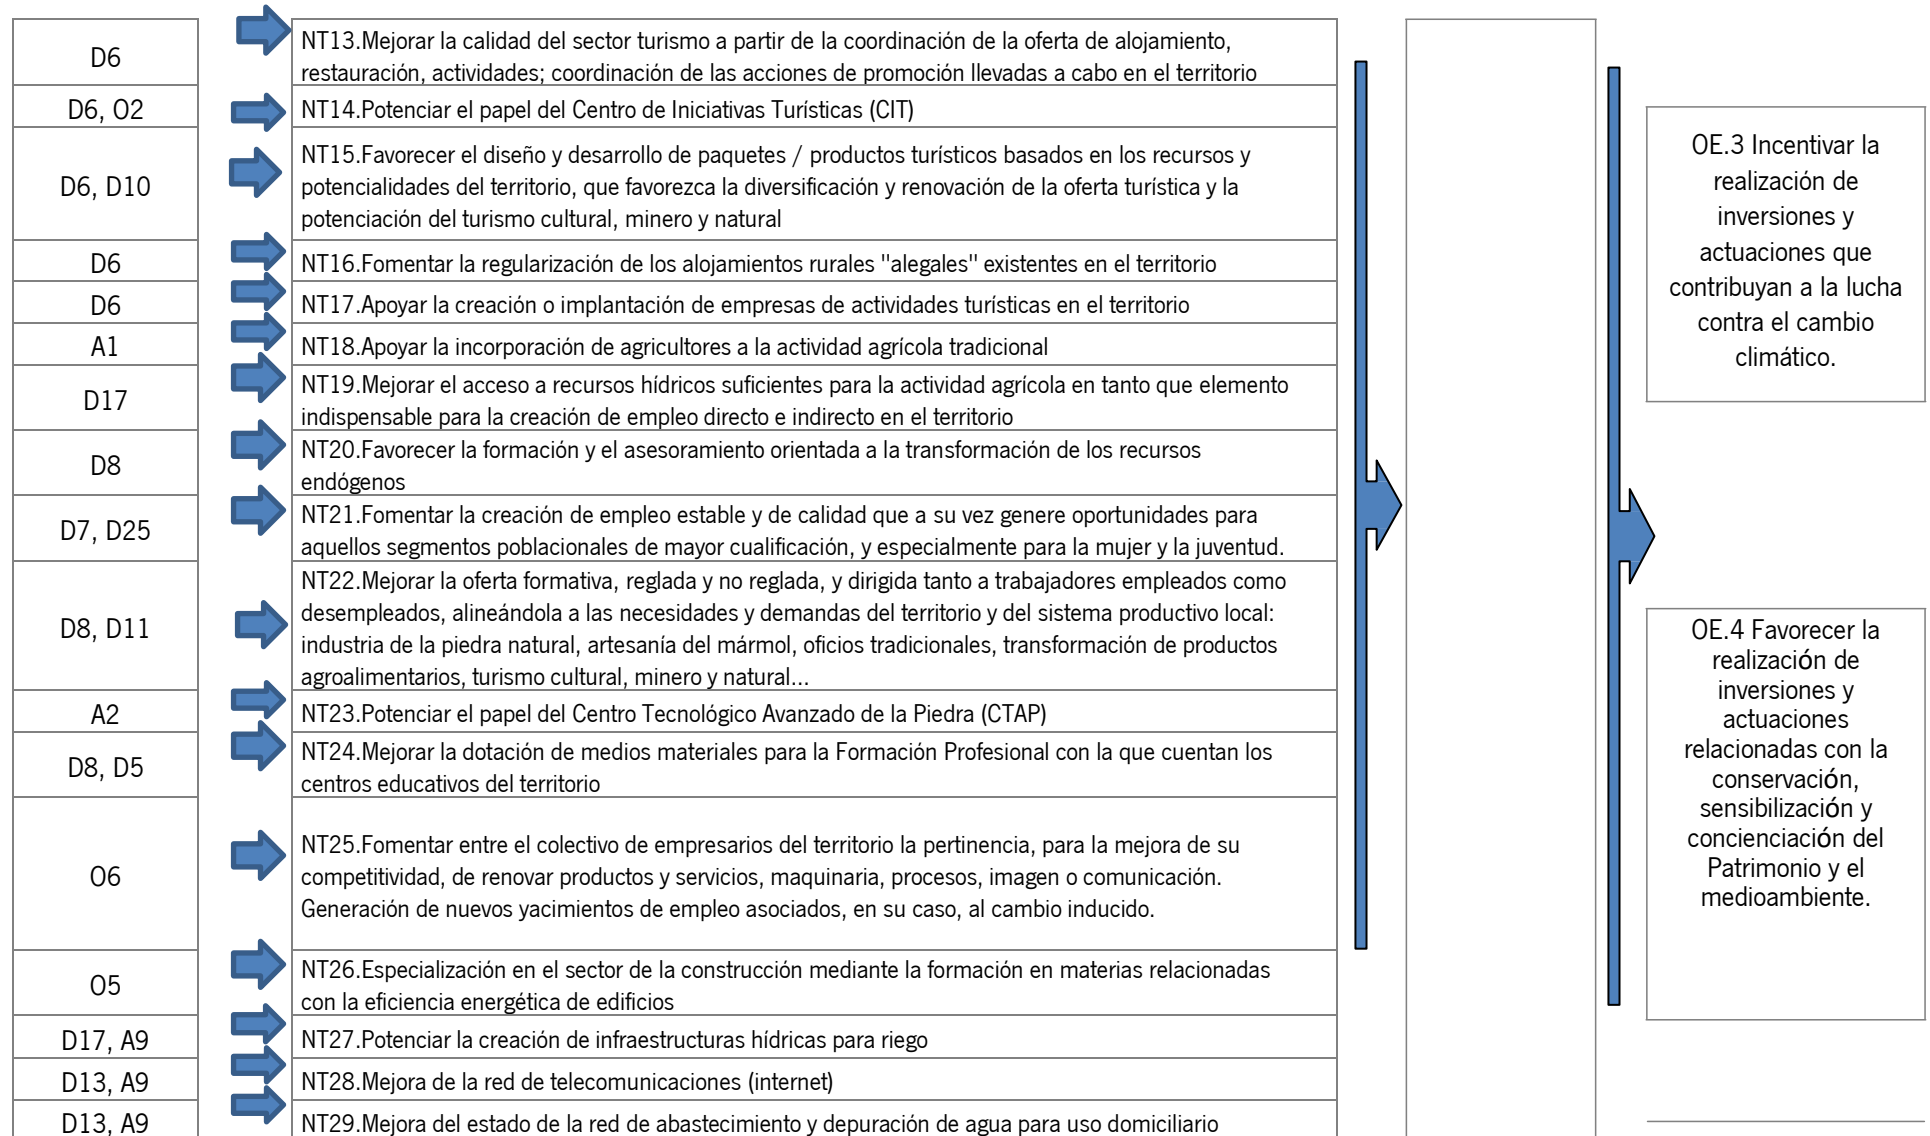 D6
NT13.Mejorar la calidad del sector turismo a partir de la coordinación de la oferta de alojamiento,
restauración, actividades; coordinación de las acciones de promoción llevadas a cabo en el territorio
D6, O2
NT14.Potenciar el papel del Centro de Iniciativas Turísticas (CIT)
D6, D10
NT15.Favorecer el diseño y desarrollo de paquetes / productos turísticos basados en los recursos y
potencialidades del territorio, que favorezca la diversificación y renovación de la oferta turística y la
potenciación del turismo cultural, minero y natural
D6
NT16.Fomentar la regularización de los alojamientos rurales "alegales" existentes en el territorio
D6
NT17.Apoyar la creación o implantación de empresas de actividades turísticas en el territorio
A1
NT18.Apoyar la incorporación de agricultores a la actividad agrícola tradicional
D17
NT19.Mejorar el acceso a recursos hídricos suficientes para la actividad agrícola en tanto que elemento
indispensable para la creación de empleo directo e indirecto en el territorio
D8
NT20.Favorecer la formación y el asesoramiento orientada a la transformación de los recursos
endógenos
D7, D25
NT21.Fomentar la creación de empleo estable y de calidad que a su vez genere oportunidades para
aquellos segmentos poblacionales de mayor cualificación, y especialmente para la mujer y la juventud.
D8, D11
NT22.Mejorar la oferta formativa, reglada y no reglada, y dirigida tanto a trabajadores empleados como
desempleados, alineándola a las necesidades y demandas del territorio y del sistema productivo local:
industria de la piedra natural, artesanía del mármol, oficios tradicionales, transformación de productos
agroalimentarios, turismo cultural, minero y natural...
A2
NT23.Potenciar el papel del Centro Tecnológico Avanzado de la Piedra (CTAP)
D8, D5
NT24.Mejorar la dotación de medios materiales para la Formación Profesional con la que cuentan los
centros educativos del territorio
O6
NT25.Fomentar entre el colectivo de empresarios del territorio la pertinencia, para la mejora de su
competitividad, de renovar productos y servicios, maquinaria, procesos, imagen o comunicación.
Generación de nuevos yacimientos de empleo asociados, en su caso, al cambio inducido.
O5
NT26.Especialización en el sector de la construcción mediante la formación en materias relacionadas
con la eficiencia energética de edificios
D17, A9
NT27.Potenciar la creación de infraestructuras hídricas para riego
D13, A9
NT28.Mejora de la red de telecomunicaciones (internet)
D13, A9
NT29.Mejora del estado de la red de abastecimiento y depuración de agua para uso domiciliario
OE.3 Incentivar la
realización de
inversiones y
actuaciones que
contribuyan a la lucha
contra el cambio
climático.
OE.4 Favorecer la
realización de
inversiones y
actuaciones
relacionadas con la
conservación,
sensibilización y
concienciación del
Patrimonio y el
medioambiente.